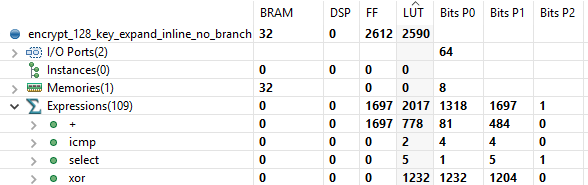 BRAM DSP FF LUT Bits P0 Bits P1 Bits P2
encrypt_128_key_expand_inline_no_branch 32 0 2612 2590
I/O Ports(2) 64
Instances(0) 0 0 0 0
Memories(1) 32 0 0 8
Expressions(109) 0 0 1697 2017 1318 1697 1
+ 0 0 1697 778 81 484 0
icmp 0 0 0 2 4 4 0
select 0 0 0 5 1 5 1
xor 0 0 0 1232 1232 1204 0